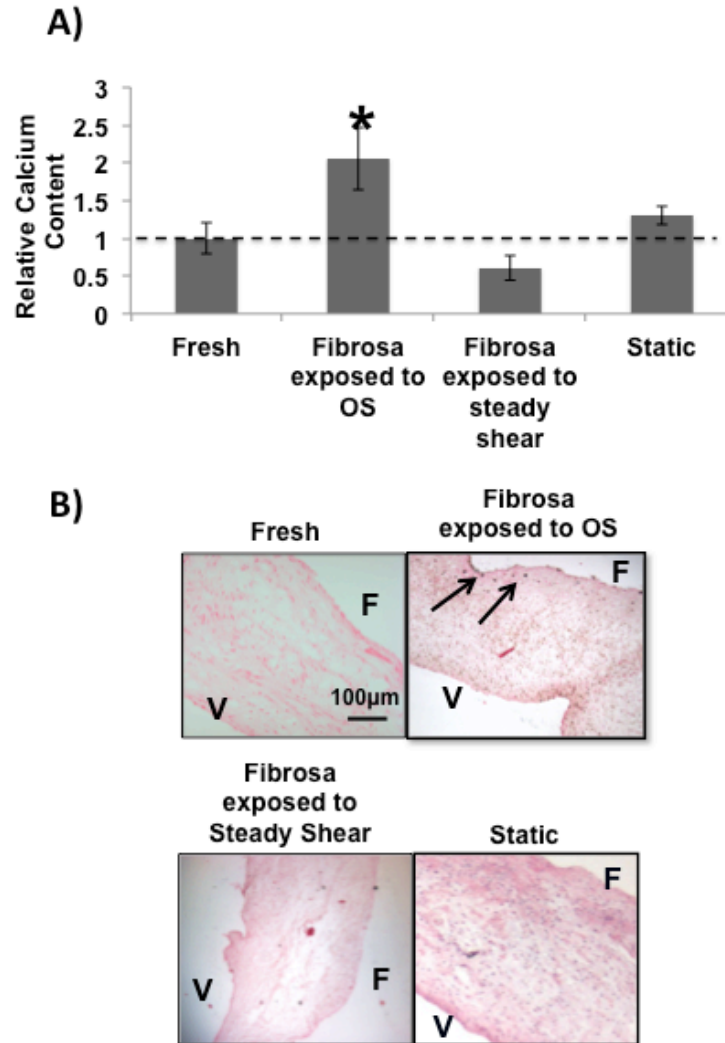 A)
Relative Calcium
Content
3
2.5
2
1.5
1
0.5
0
*
Fresh
Fibrosa
exposed to
OS
Fibrosa
exposed to
steady
shear
Static
B)
Fresh
F
V
100µm
Fibrosa
exposed to OS
F
V
Fibrosa
exposed to
Steady Shear
V
F
Static
F
V